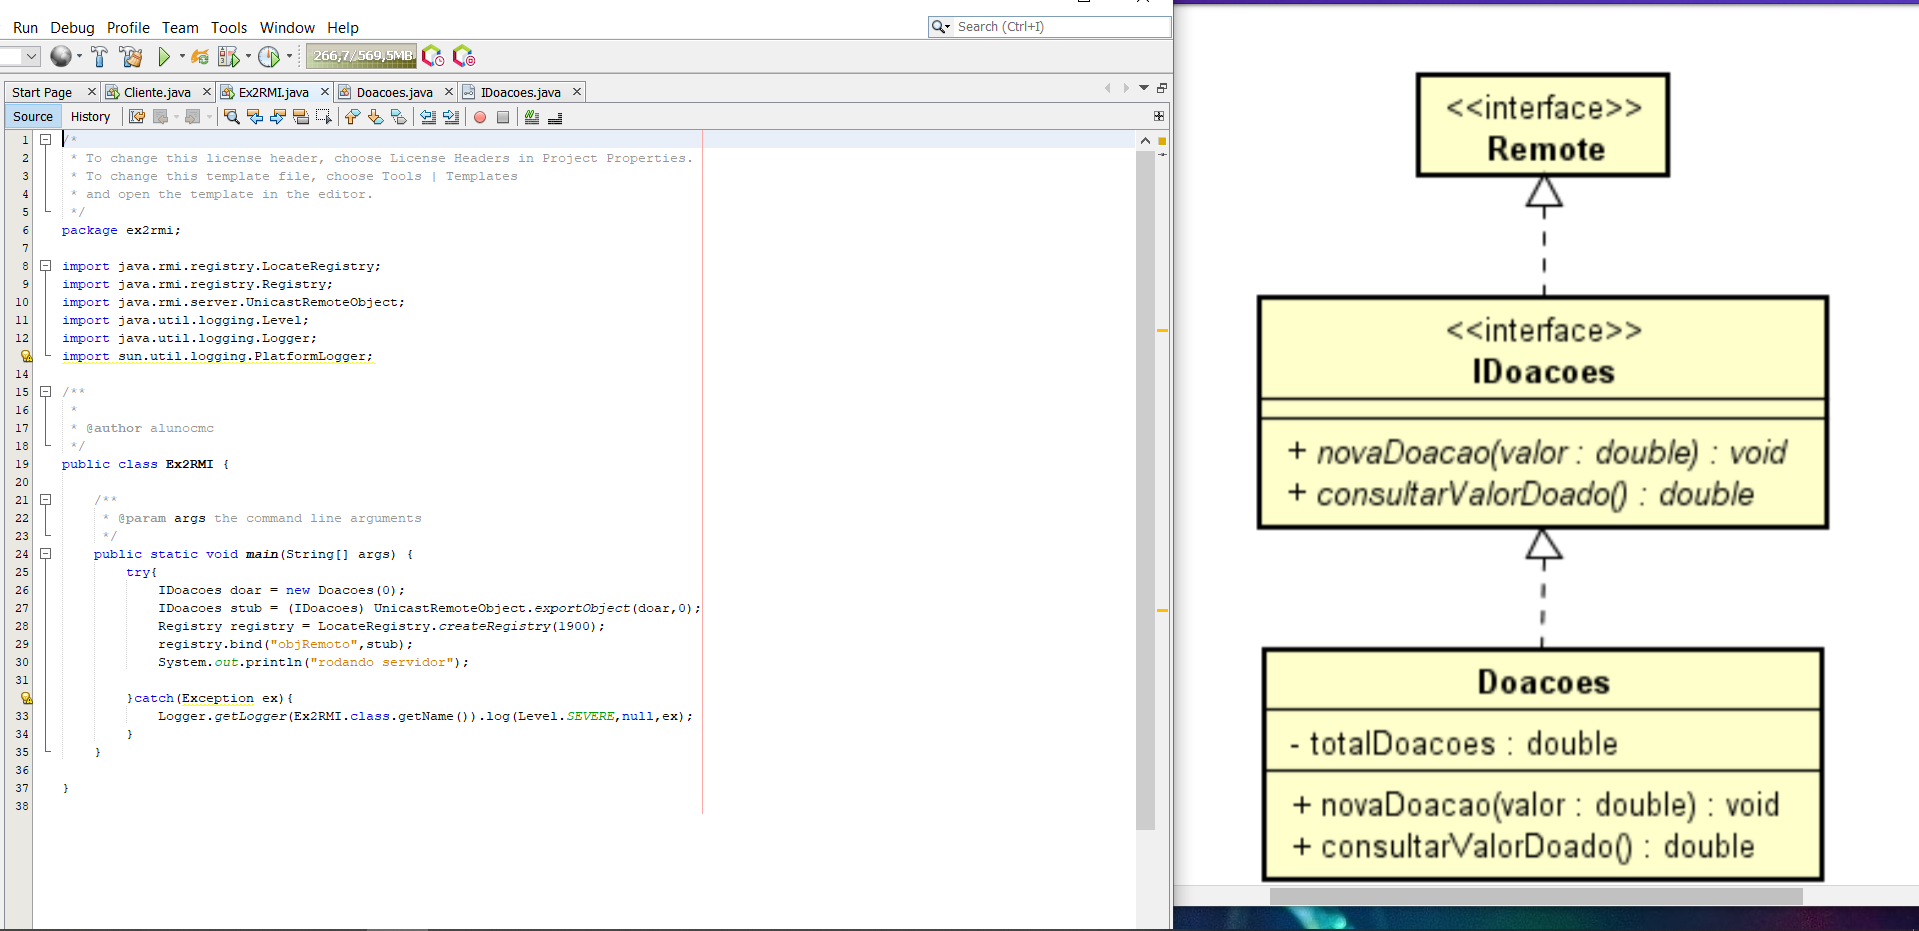 Run Debug Profile Team Tools Window Help
Search (Ctrl+I)
266,7/569,5MB
Start Page Cliente.java Ex2RMI.java Doacoes.java IDoacoes.java
Source History
1 /*
2 * To change this license header, choose License Headers in Project Properties.
3 * To change this template file, choose Tools | Templates
4 * and open the template in the editor.
5 */
6 package ex2rmi;
7
8 import java.rmi.registry.LocateRegistry;
9 import java.rmi.registry.Registry;
10 import java.rmi.server.UnicastRemoteObject;
11 import java.util.logging.Level;
12 import java.util.logging.Logger;
import sun.util.logging.PlatformLogger;
14
15 /**
16 *
17 * @author alunocmc
18 */
19 public class Ex2RMI {
20
21 /**
22 * @param args the command line arguments
23 */
24 public static void main(String[] args) {
25 try{
26 IDoacoes doar = new Doacoes(0);
27 IDoacoes stub = (IDoacoes) UnicastRemoteObject.exportObject(doar,0);
28 Registry registry = LocateRegistry.createRegistry(1900);
29 registry.bind("objRemoto",stub);
30 System.out.println("rodando servidor");
31
}catch(Exception ex){
33 Logger.getLogger(Ex2RMI.class.getName()).log(Level.SEVERE,null,ex);
34 }
35 }
36
37 }
38
<<interface>>
Remote
<<interface>>
IDoacoes
+ novaDoacao(valor : double) : void
+ consultarValorDoado() : double
Doacoes
- totalDoacoes : double
+ novaDoacao(valor : double) : void
+ consultarValorDoado() : double